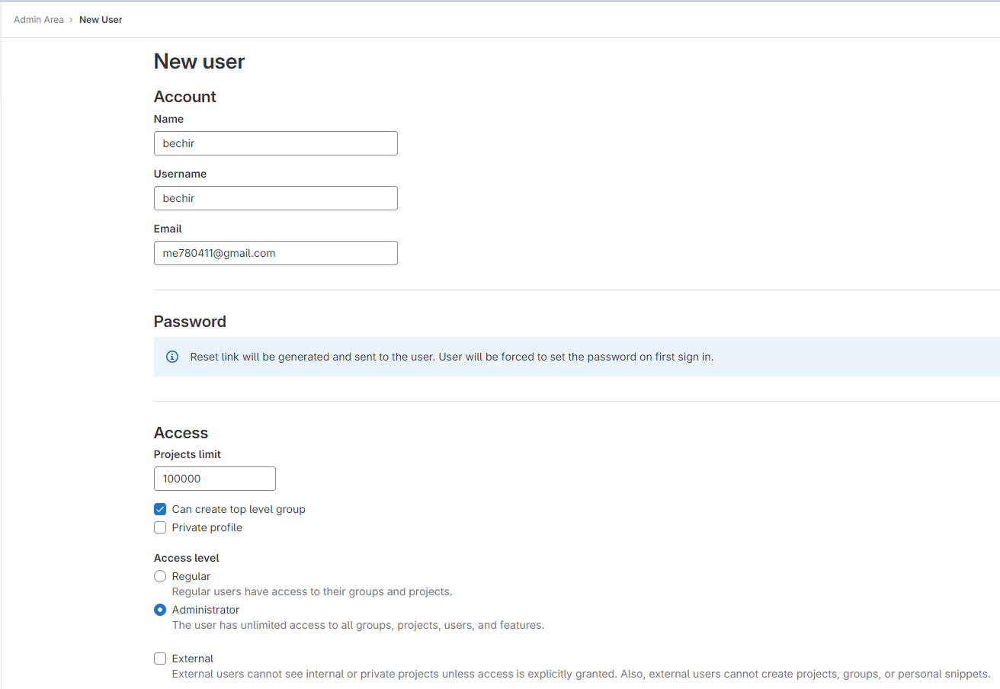 Admin Area › New User
New user
Account
Name
bechir
Username
bechir
Email
me780411@gmail.com
Password
Reset link will be generated and sent to the user. User will be forced to set the password on first sign in.
Access
Projects limit
100000
Can create top level group
Private profile
Access level
Regular
Regular users have access to their groups and projects.
Administrator
The user has unlimited access to all groups, projects, users, and features.
External
External users cannot see internal or private projects unless access is explicitly granted. Also, external users cannot create projects, groups, or personal snippets.